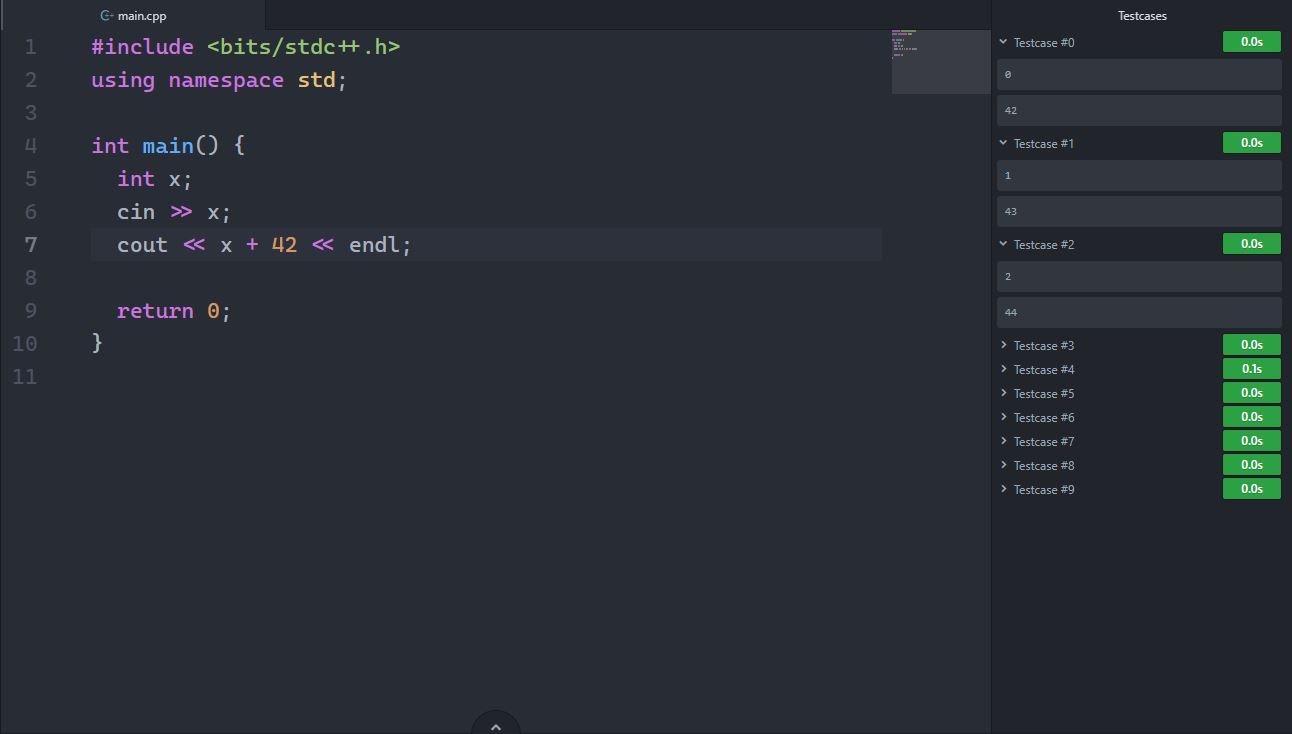 main.cpp
1 #include <bits/stdc++.h>
2 using namespace std;
3
4 int main() {
5 int x;
6 cin >> x;
7 cout << x + 42 << endl;
8
9 return 0;
10 }
11
Testcases
Testcase #0 0.0s
0
42
Testcase #1 0.0s
1
43
Testcase #2 0.0s
2
44
Testcase #3 0.0s
Testcase #4 0.1s
Testcase #5 0.0s
Testcase #6 0.0s
Testcase #7 0.0s
Testcase #8 0.0s
Testcase #9 0.0s